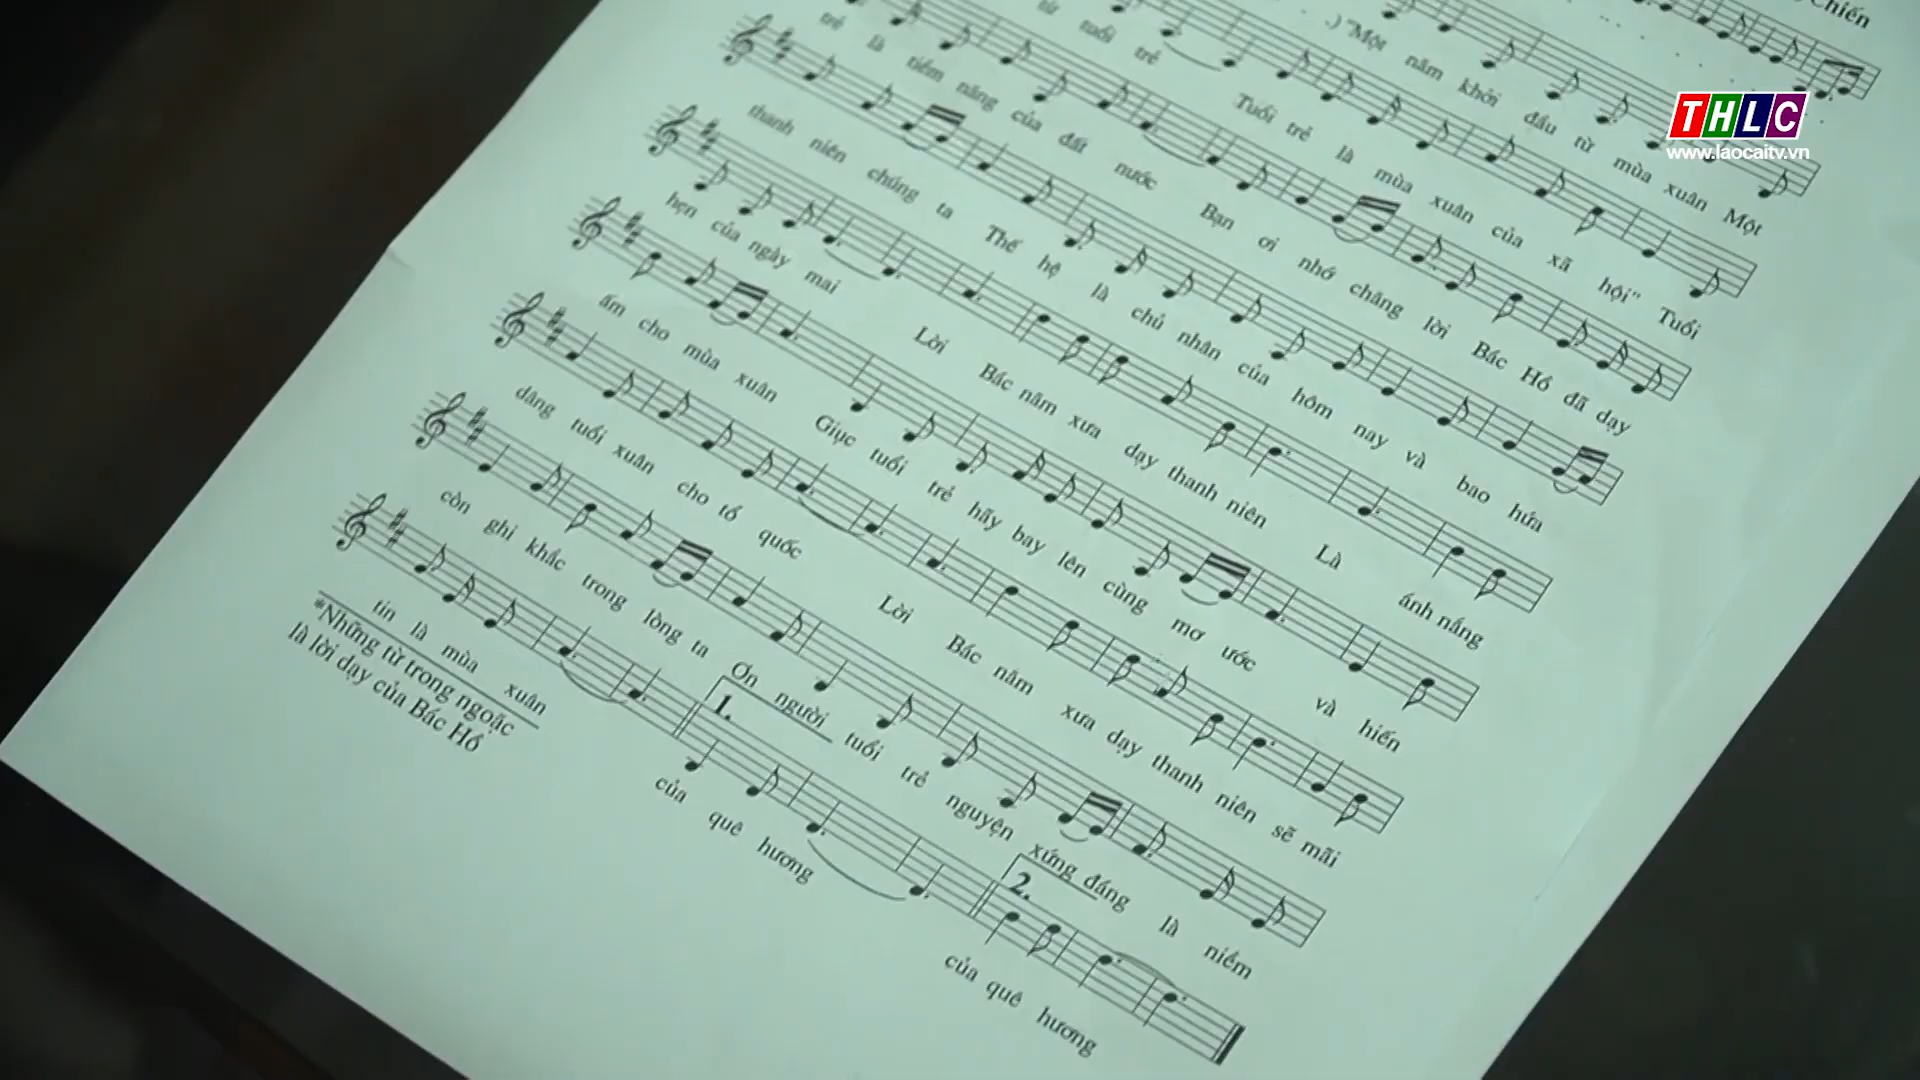 Chiến
THLC
www.laocaitv.vn
"Một năm khởi đầu từ mùa xuân Một
từ tuổi trẻ Tuổi trẻ là mùa xuân của xã hội" Tuổi
trẻ là tiềm năng của đất nước Bạn ơi nhớ chăng lời Bác Hồ đã dạy
thanh niên chúng ta Thế hệ là chủ nhân của hôm nay và bao hứa
hẹn của ngày mai Lời Bác năm xưa dạy thanh niên Là ánh nắng
ấm cho mùa xuân Giục tuổi trẻ hãy bay lên cùng mơ ước và hiến
dâng tuổi xuân cho tổ quốc Lời Bác năm xưa dạy thanh niên sẽ mãi
còn ghi khắc trong lòng ta Ơn người tuổi trẻ nguyện xứng đáng là niềm
1.
2.
tin là mùa xuân của quê hương của quê hương
*Những từ trong ngoặc
là lời dạy của Bác Hồ